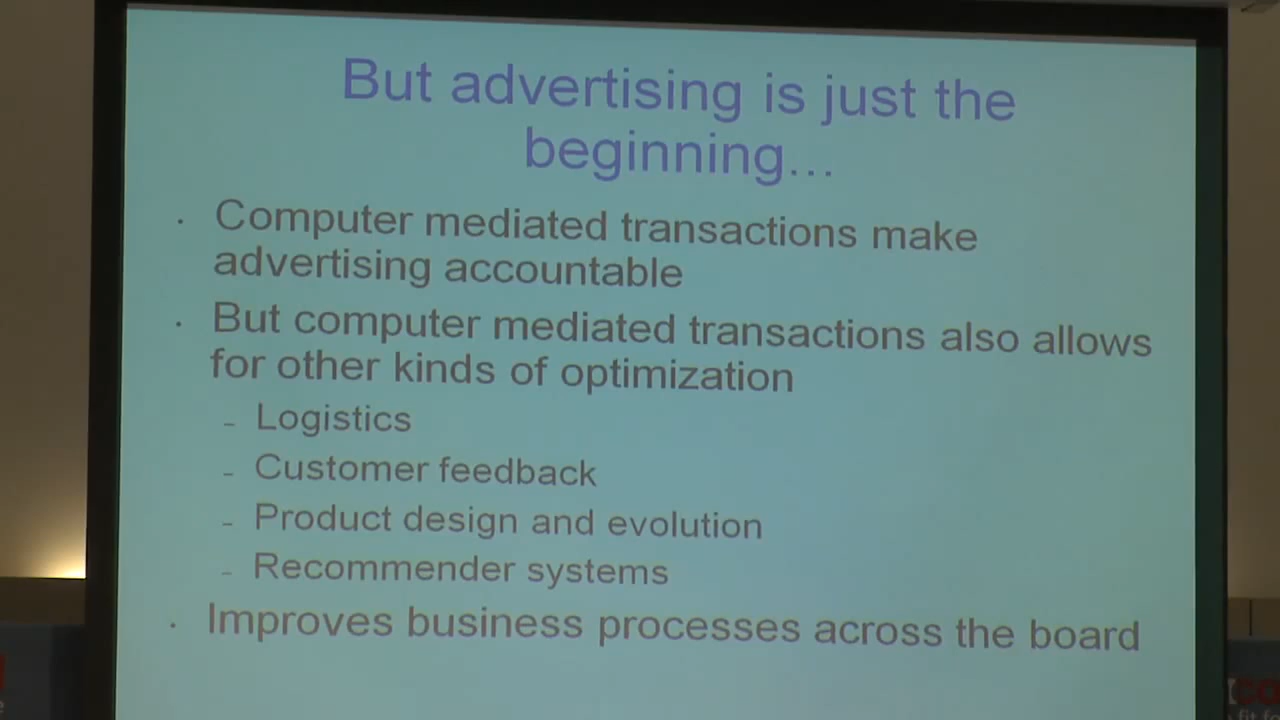 But advertising is just the
beginning...
· Computer mediated transactions make
advertising accountable
· But computer mediated transactions also allows
for other kinds of optimization
– Logistics
– Customer feedback
– Product design and evolution
– Recommender systems
· Improves business processes across the board